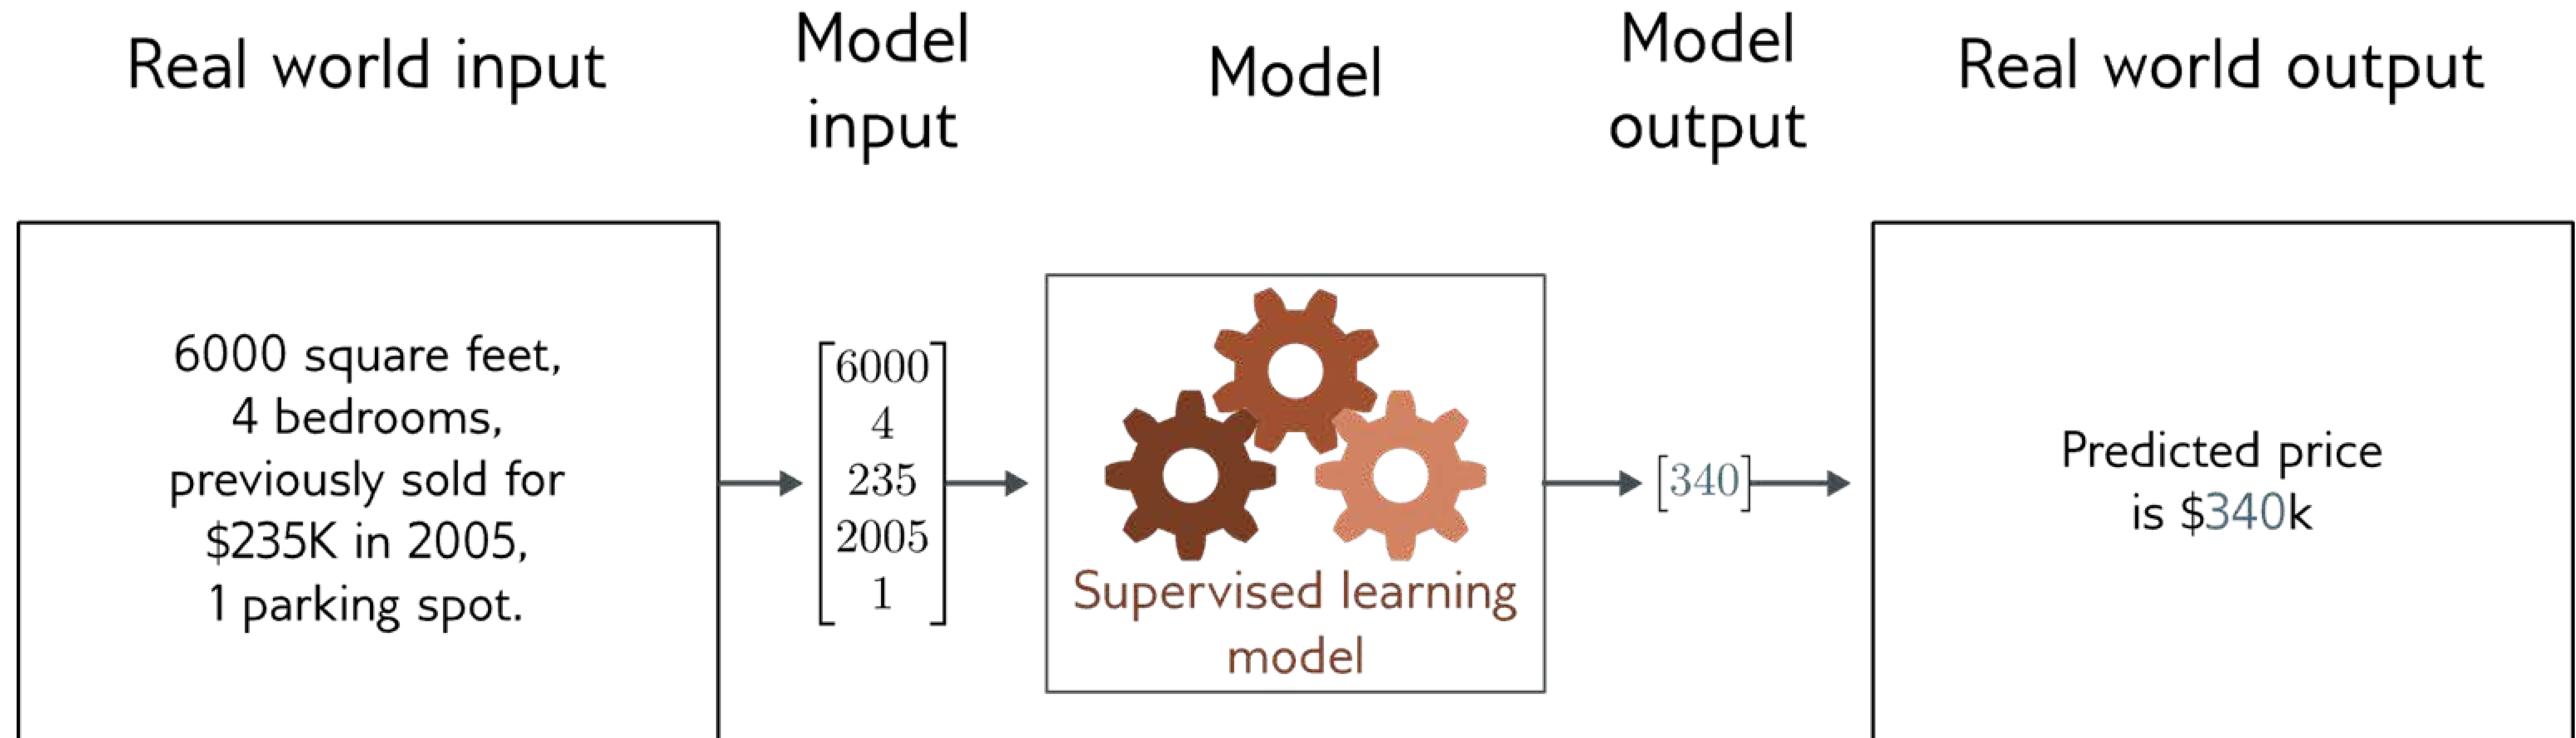 Real world input
Model
input
Model
Model
output
Real world output
6000 square feet,
4 bedrooms,
previously sold for
$235K in 2005,
1 parking spot.
6000
4
235
2005
1
Supervised learning
model
[340]
Predicted price
is $340k